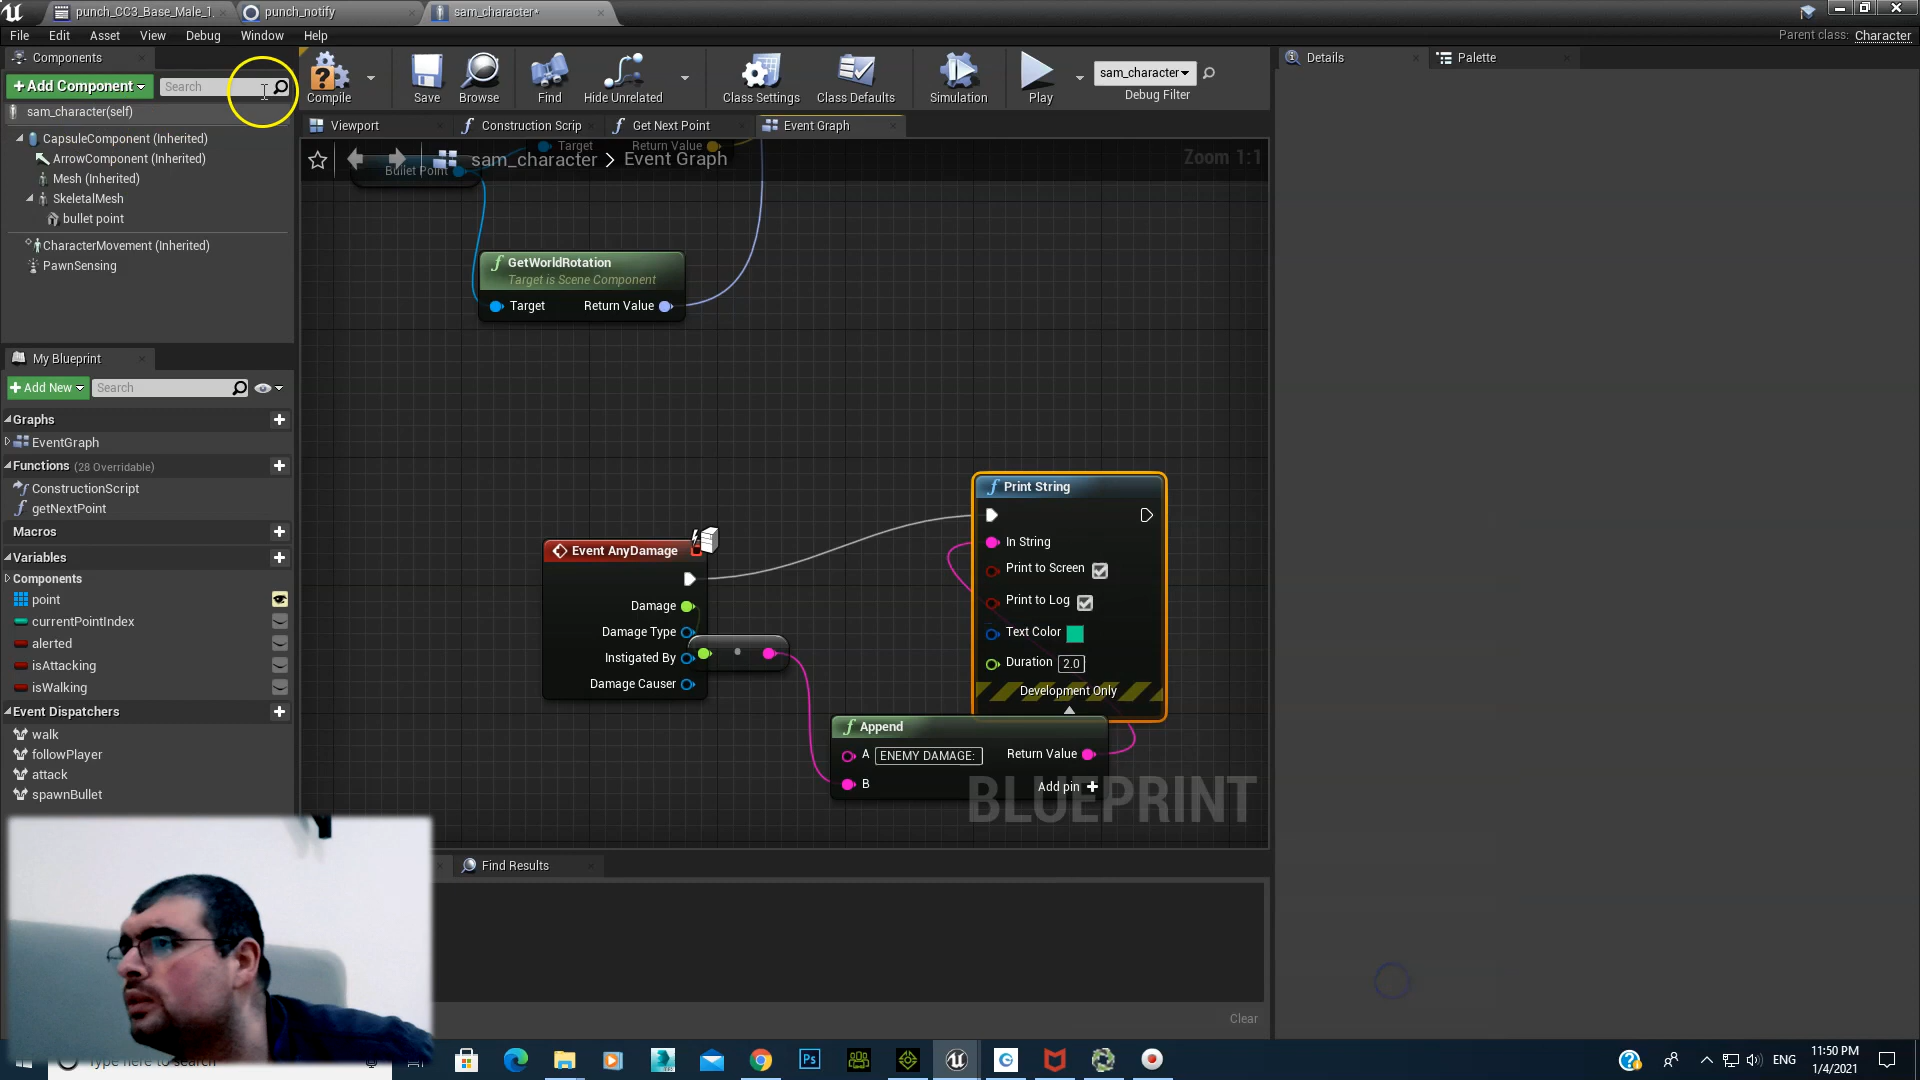 punch_CC3_Base_Male_1
punch_notify
sam_character*
File Edit Asset View Debug Window Help
Parent class: Character
Components
Add Component
Search
sam_character(self)
CapsuleComponent (Inherited)
ArrowComponent (Inherited)
Mesh (Inherited)
SkeletalMesh
bullet point
CharacterMovement (Inherited)
PawnSensing
Compile
Save
Browse
Find
Hide Unrelated
Class Settings
Class Defaults
Simulation
Play
sam_character
Debug Filter
Viewport
Construction Scrip
Get Next Point
Event Graph
sam_character > Event Graph
Zoom 1:1
Target
Return Value
Bullet Point
GetWorldRotation
Target is Scene Component
Target
Return Value
Event AnyDamage
Damage
Damage Type
Instigated By
Damage Causer
Print String
In String
Print to Screen
Print to Log
Text Color
Duration 2.0
Development Only
Append
A ENEMY DAMAGE:
Return Value
B
Add pin
BLUEPRINT
My Blueprint
Add New
Search
Graphs
EventGraph
Functions (28 Overridable)
ConstructionScript
getNextPoint
Macros
Variables
Components
point
currentPointIndex
alerted
isAttacking
isWalking
Event Dispatchers
walk
followPlayer
attack
spawnBullet
Find Results
Clear
Details
Palette
Type here to search
Ps
ENG
11:50 PM
1/4/2021